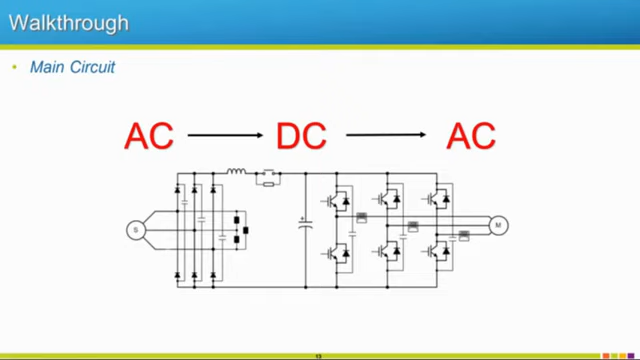 Walkthrough
• Main Circuit
AC DC AC
S
+
M
13